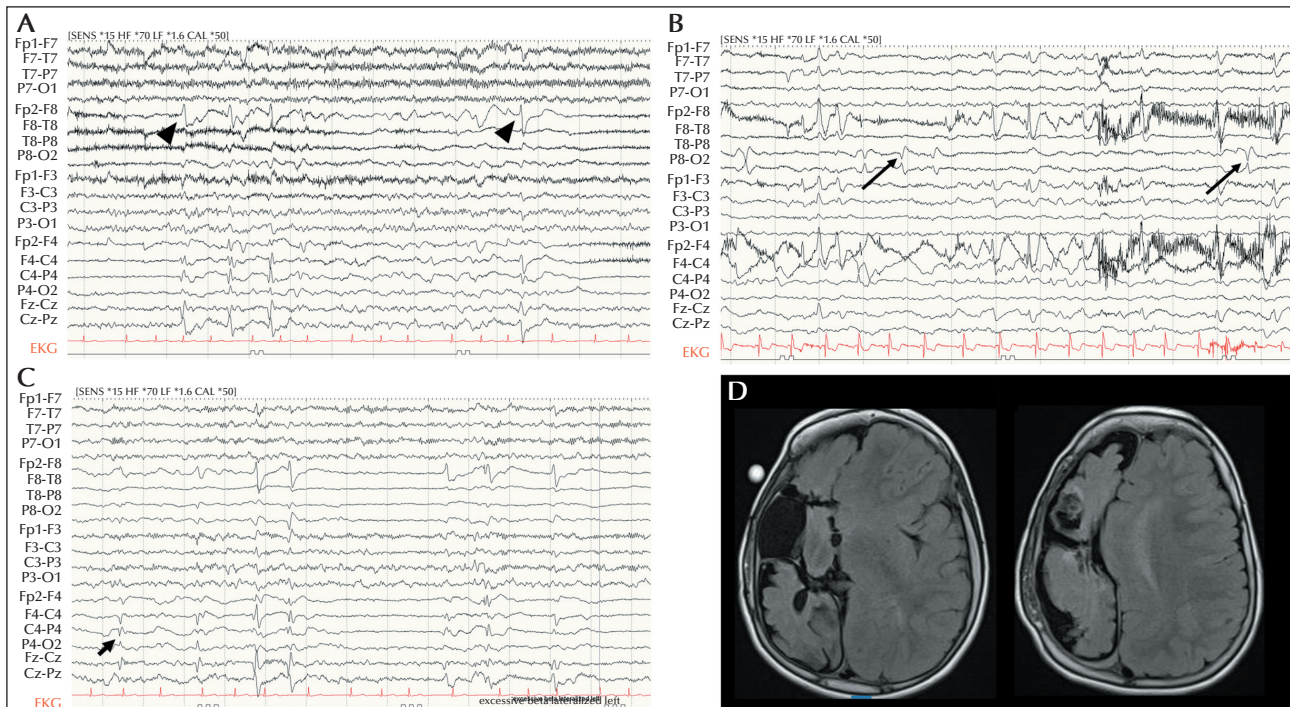 A
[SENS *15 HF *70 LF *1.6 CAL *50]
Fp1-F7
F7-T7
T7-P7
P7-O1
Fp2-F8
F8-T8
T8-P8
P8-O2
Fp1-F3
F3-C3
C3-P3
P3-O1
Fp2-F4
F4-C4
C4-P4
P4-O2
Fz-Cz
Cz-Pz
EKG
B
[SENS *15 HF *70 LF *1.6 CAL *50]
Fp1-F7
F7-T7
T7-P7
P7-O1
Fp2-F8
F8-T8
T8-P8
P8-O2
Fp1-F3
F3-C3
C3-P3
P3-O1
Fp2-F4
F4-C4
C4-P4
P4-O2
Fz-Cz
Cz-Pz
EKG
C
[SENS *15 HF *70 LF *1.6 CAL *50]
Fp1-F7
F7-T7
T7-P7
P7-O1
Fp2-F8
F8-T8
T8-P8
P8-O2
Fp1-F3
F3-C3
C3-P3
P3-O1
Fp2-F4
F4-C4
C4-P4
P4-O2
Fz-Cz
Cz-Pz
EKG
excessive beta lateralized left
excessive beta lateralized left
D